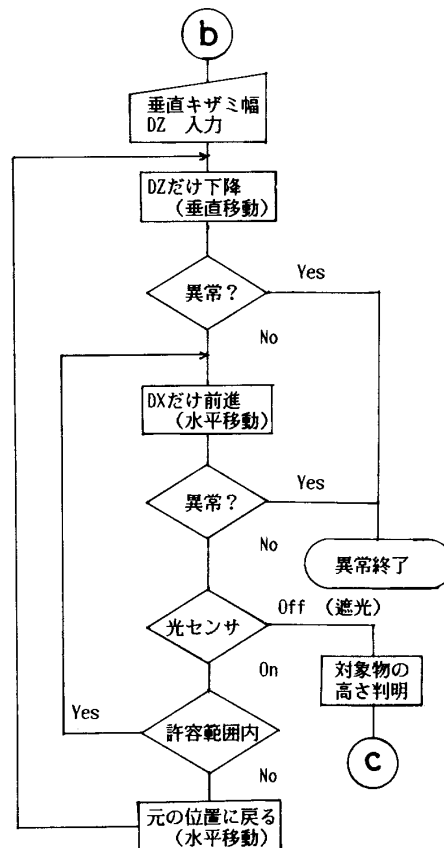 b
垂直キザミ幅
DZ 入力
DZだけ下降
(垂直移動)
異常?
Yes
No
DXだけ前進
(水平移動)
異常?
Yes
No
異常終了
光センサ
Off (遮光)
On
対象物の
高さ判明
Yes
許容範囲内
C
No
元の位置に戻る
(水平移動)